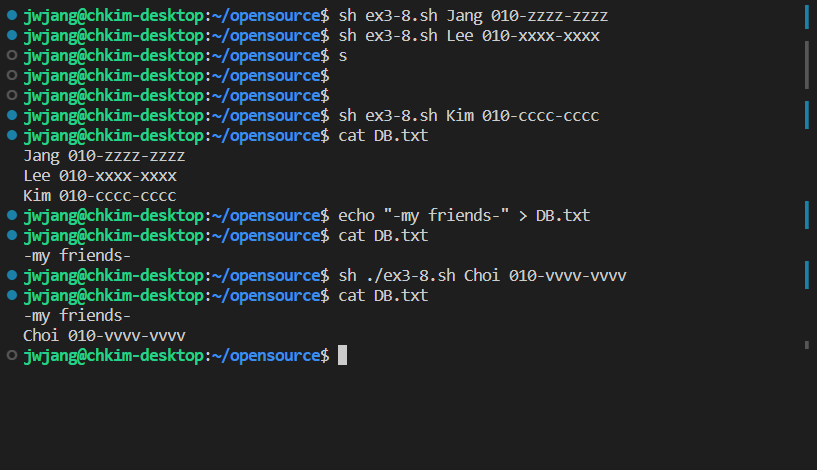 jwjang@chkim-desktop:~/opensource$ sh ex3-8.sh Jang 010-zzzz-zzzz
jwjang@chkim-desktop:~/opensource$ sh ex3-8.sh Lee 010-xxxx-xxxx
jwjang@chkim-desktop:~/opensource$ s
jwjang@chkim-desktop:~/opensource$
jwjang@chkim-desktop:~/opensource$
jwjang@chkim-desktop:~/opensource$ sh ex3-8.sh Kim 010-cccc-cccc
jwjang@chkim-desktop:~/opensource$ cat DB.txt
Jang 010-zzzz-zzzz
Lee 010-xxxx-xxxx
Kim 010-cccc-cccc
jwjang@chkim-desktop:~/opensource$ echo "-my friends-" > DB.txt
jwjang@chkim-desktop:~/opensource$ cat DB.txt
-my friends-
jwjang@chkim-desktop:~/opensource$ sh ./ex3-8.sh Choi 010-vvvv-vvvv
jwjang@chkim-desktop:~/opensource$ cat DB.txt
-my friends-
Choi 010-vvvv-vvvv
jwjang@chkim-desktop:~/opensource$